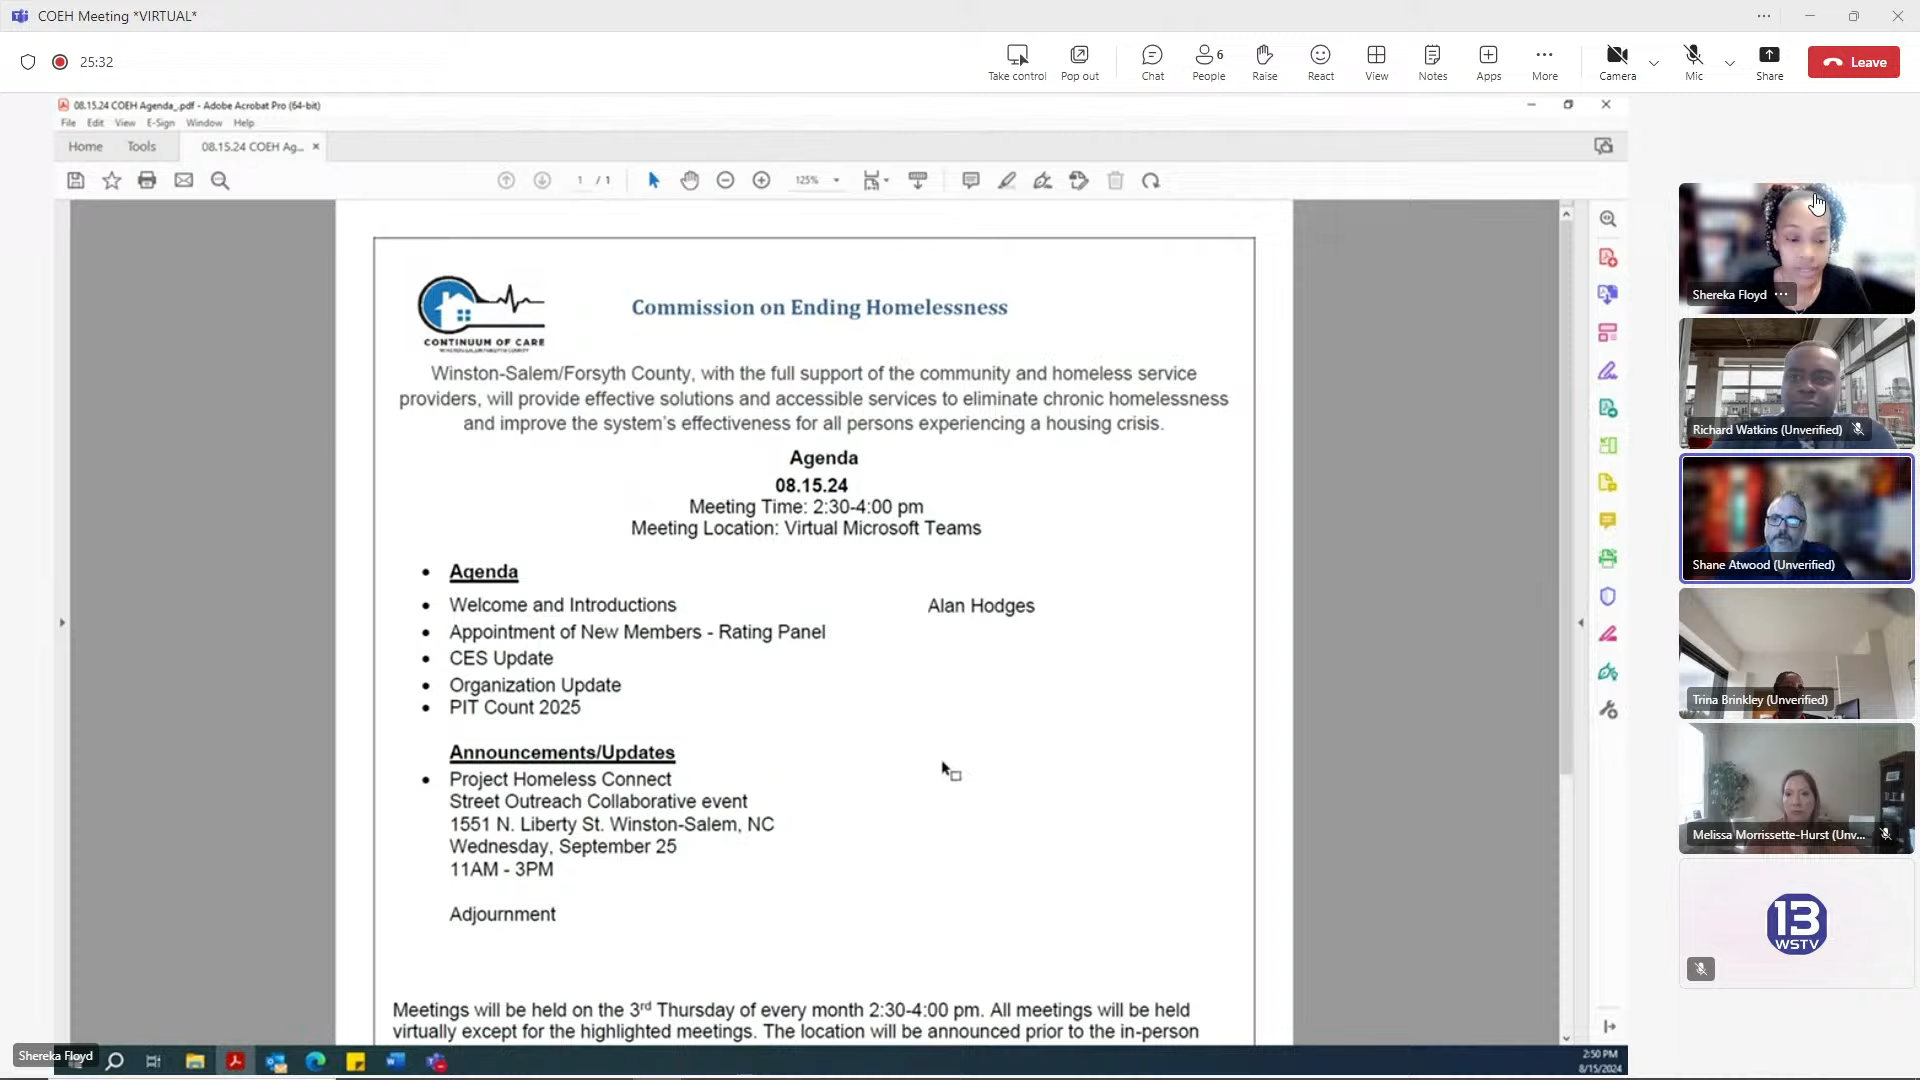 COEH Meeting *VIRTUAL*
25:32
Take control
Pop out
Chat
6
People
Raise
React
View
Notes
Apps
More
Camera
Mic
Share
Leave
08.15.24 COEH Agenda_.pdf - Adobe Acrobat Pro (64-bit)
File Edit View E-Sign Window Help
Home Tools 08.15.24 COEH Ag... ×
1 / 1
125%
Commission on Ending Homelessness
CONTINUUM OF CARE
Winston-Salem/Forsyth County, with the full support of the community and homeless service
providers, will provide effective solutions and accessible services to eliminate chronic homelessness
and improve the system's effectiveness for all persons experiencing a housing crisis.
Agenda
08.15.24
Meeting Time: 2:30-4:00 pm
Meeting Location: Virtual Microsoft Teams
• Agenda
• Welcome and Introductions Alan Hodges
• Appointment of New Members - Rating Panel
• CES Update
• Organization Update
• PIT Count 2025
Announcements/Updates
• Project Homeless Connect
Street Outreach Collaborative event
1551 N. Liberty St. Winston-Salem, NC
Wednesday, September 25
11AM - 3PM
Adjournment
Meetings will be held on the 3rd Thursday of every month 2:30-4:00 pm. All meetings will be held
virtually except for the highlighted meetings. The location will be announced prior to the in-person
Shereka Floyd
2:50 PM
8/15/2024
Shereka Floyd ...
Richard Watkins (Unverified)
Shane Atwood (Unverified)
Trina Brinkley (Unverified)
Melissa Morrissette-Hurst (Unv...
13
WSTV